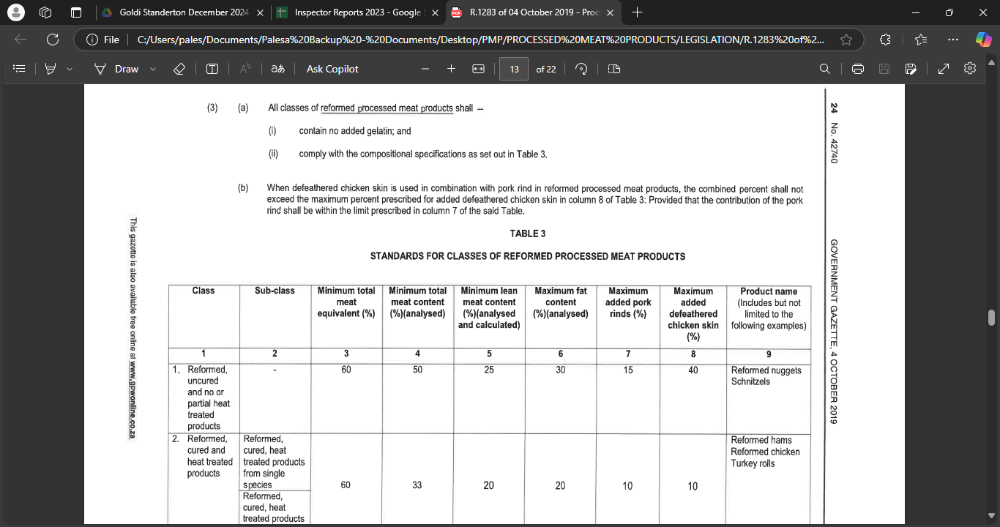 Goldi Standerton December 2024
Inspector Reports 2023 - Google
R.1283 of 04 October 2019 - Proc
File
C:/Users/pales/Documents/Palesa%20Backup%20-%20Documents/Desktop/PMP/PROCESSED%20MEAT%20PRODUCTS/LEGISLATION/R.1283%20of%2...
Draw
Ask Copilot
13 of 22
(3) (a) All classes of reformed processed meat products shall –
(i) contain no added gelatin; and
(ii) comply with the compositional specifications as set out in Table 3.
(b) When defeathered chicken skin is used in combination with pork rind in reformed processed meat products, the combined percent shall not
exceed the maximum percent prescribed for added defeathered chicken skin in column 8 of Table 3: Provided that the contribution of the pork
rind shall be within the limit prescribed in column 7 of the said Table.
TABLE 3
STANDARDS FOR CLASSES OF REFORMED PROCESSED MEAT PRODUCTS
Class
Sub-class
Minimum total
meat
equivalent (%)
Minimum total
meat content
(%)(analysed)
Minimum lean
meat content
(%)(analysed
and calculated)
Maximum fat
content
(%)(analysed)
Maximum
added pork
rinds (%)
Maximum
added
defeathered
chicken skin
(%)
Product name
(Includes but not
limited to the
following examples)
1 2 3 4 5 6 7 8 9
1. Reformed,
uncured
and no or
partial heat
treated
products
-
60
50
25
30
15
40
Reformed nuggets
Schnitzels
2. Reformed,
cured and
heat treated
products
Reformed,
cured, heat
treated products
from single
species
Reformed,
cured, heat
treated products
60
33
20
20
10
10
Reformed hams
Reformed chicken
Turkey rolls
This gazette is also available free online at www.gpwonline.co.za
24 No. 42740
GOVERNMENT GAZETTE, 4 OCTOBER 2019